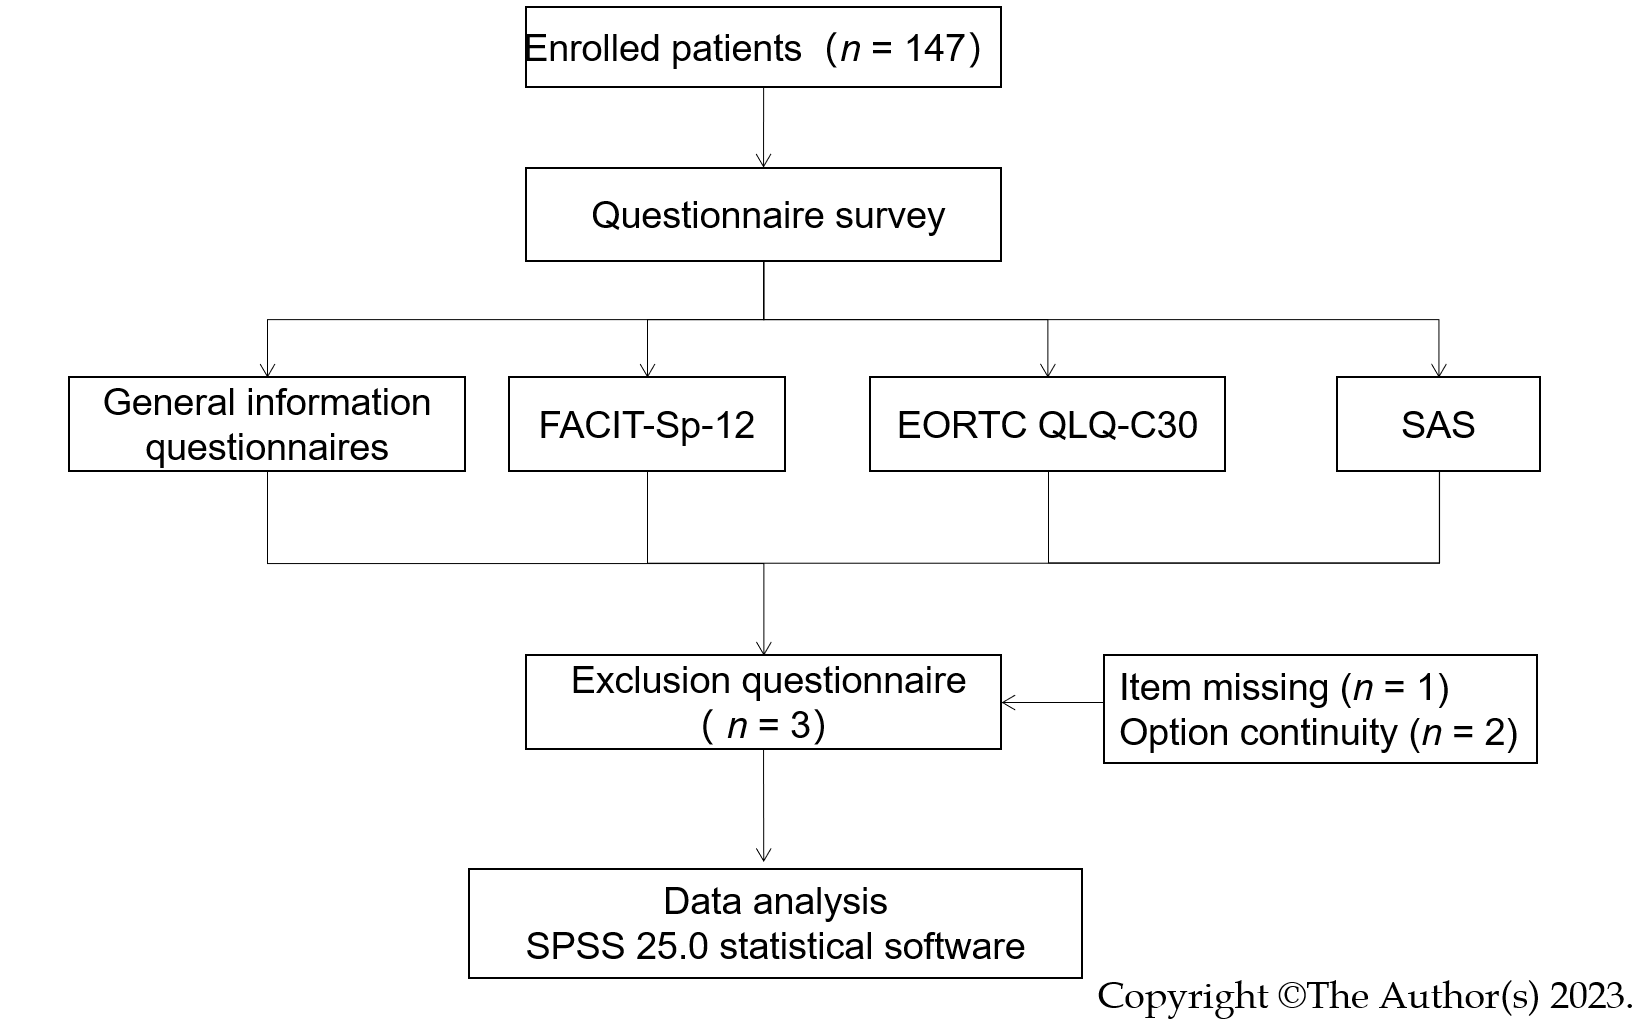 Enrolled patients (n = 147)
Questionnaire survey
General information
questionnaires
FACIT-Sp-12
EORTC QLQ-C30
SAS
Exclusion questionnaire
( n = 3)
Item missing (n = 1)
Option continuity (n = 2)
Data analysis
SPSS 25.0 statistical software
Copyright ©The Author(s) 2023.